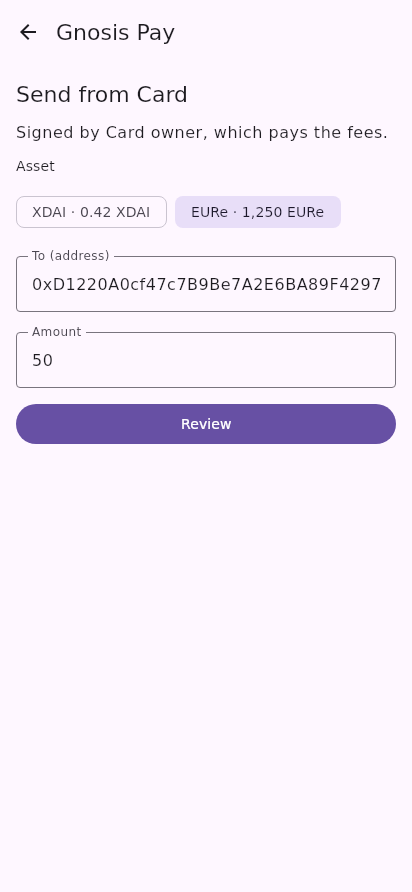 Gnosis Pay
Send from Card
Signed by Card owner, which pays the fees.
Asset
XDAI · 0.42 XDAI
EURe · 1,250 EURe
To (address)
0xD1220A0cf47c7B9Be7A2E6BA89F4297
Amount
50
Review